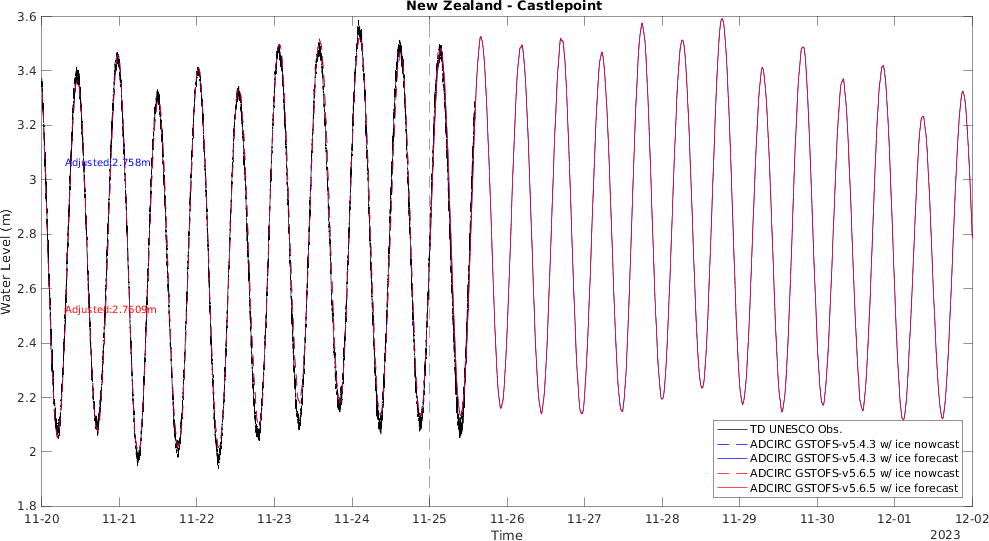 New Zealand - Castlepoint
3.6
3.4
3.2
3
2.8
2.6
2.4
2.2
2
1.8
Water Level (m)
Adjusted:2.758m
Adjusted:2.7609m
TD UNESCO Obs.
ADCIRC GSTOFS-v5.4.3 w/ ice nowcast
ADCIRC GSTOFS-v5.4.3 w/ ice forecast
ADCIRC GSTOFS-v5.6.5 w/ ice nowcast
ADCIRC GSTOFS-v5.6.5 w/ ice forecast
11-20 11-21 11-22 11-23 11-24 11-25 11-26 11-27 11-28 11-29 11-30 12-01 12-02
Time
2023